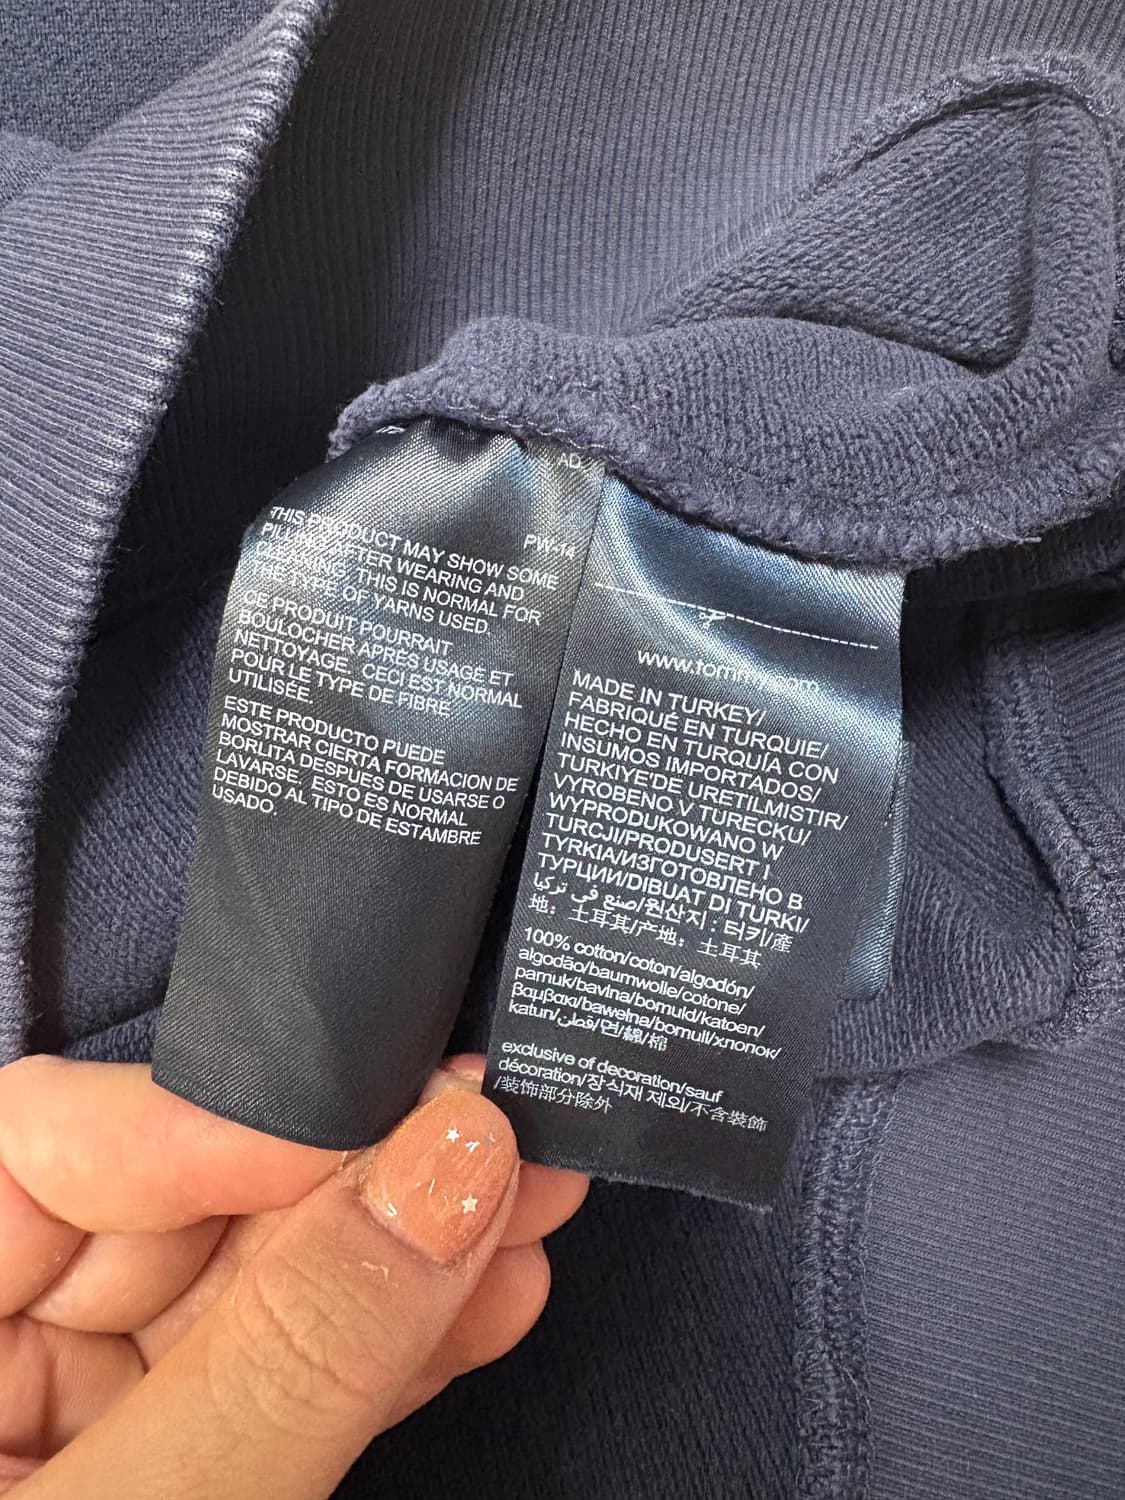 AD
PW-14
THIS PRODUCT MAY SHOW SOME
PILLING AFTER WEARING AND
CLEANING. THIS IS NORMAL FOR
THE TYPE OF YARNS USED.
CE PRODUIT POURRAIT
BOULOCHER APRÈS USAGE ET
NETTOYAGE. CECI EST NORMAL
POUR LE TYPE DE FIBRE
UTILISÉE.
ESTE PRODUCTO PUEDE
MOSTRAR CIERTA FORMACION DE
BORLITA DESPUES DE USARSE O
LAVARSE. ESTO ES NORMAL
DEBIDO AL TIPO DE ESTAMBRE
USADO.
www.tommy.com
MADE IN TURKEY/
FABRIQUÉ EN TURQUIE/
HECHO EN TURQUÍA CON
INSUMOS IMPORTADOS/
TURKIYE'DE URETILMISTIR/
VYROBENO V TURECKU/
WYPRODUKOWANO W
TURCJI/PRODUSERT I
TYRKIA/ИЗГОТОВЛЕНО В
ТУРЦИИ/DIBUAT DI TURKI/
صنع في تركيا/원산지 : 터키/產
地：土耳其/产地：土耳其
100% cotton/coton/algodón/
algodão/baumwolle/cotone/
pamuk/bavlna/bomuld/katoen/
βαμβακι/bawełna/bomull/хлопок/
katun/قطن/면/綿/棉
exclusive of decoration/sauf
décoration/장식재 제외/不含裝飾
/装饰部分除外